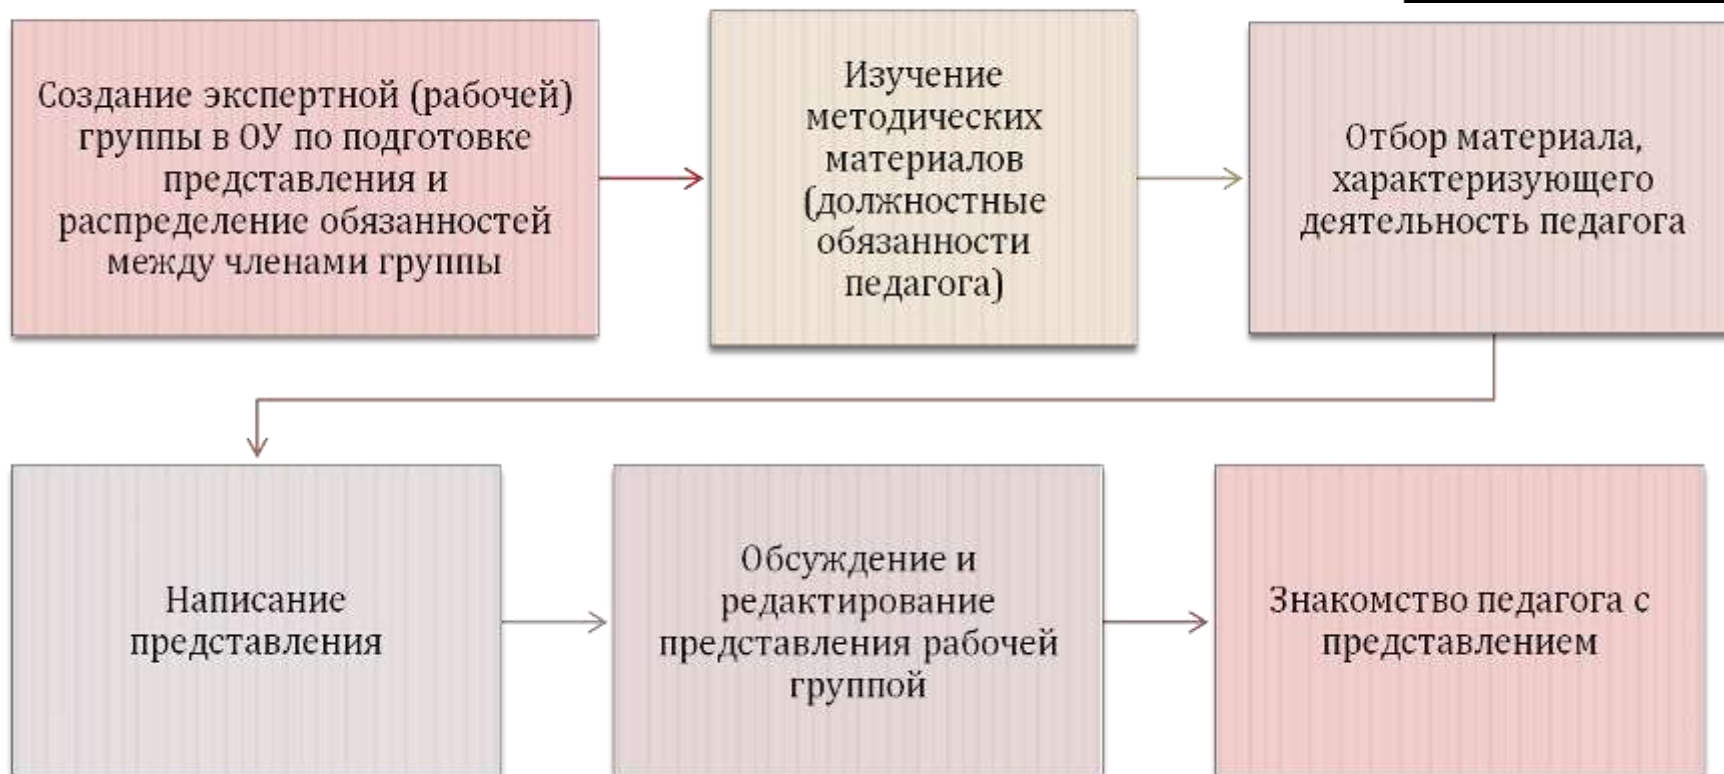 Создание экспертной (рабочей)
группы в ОУ по подготовке
представления и
распределение обязанностей
между членами группы
Изучение
методических
материалов
(должностные
обязанности
педагога)
Отбор материала,
характеризующего
деятельность педагога
Написание
представления
Обсуждение и
редактирование
представления рабочей
группой
Знакомство педагога с
представлением